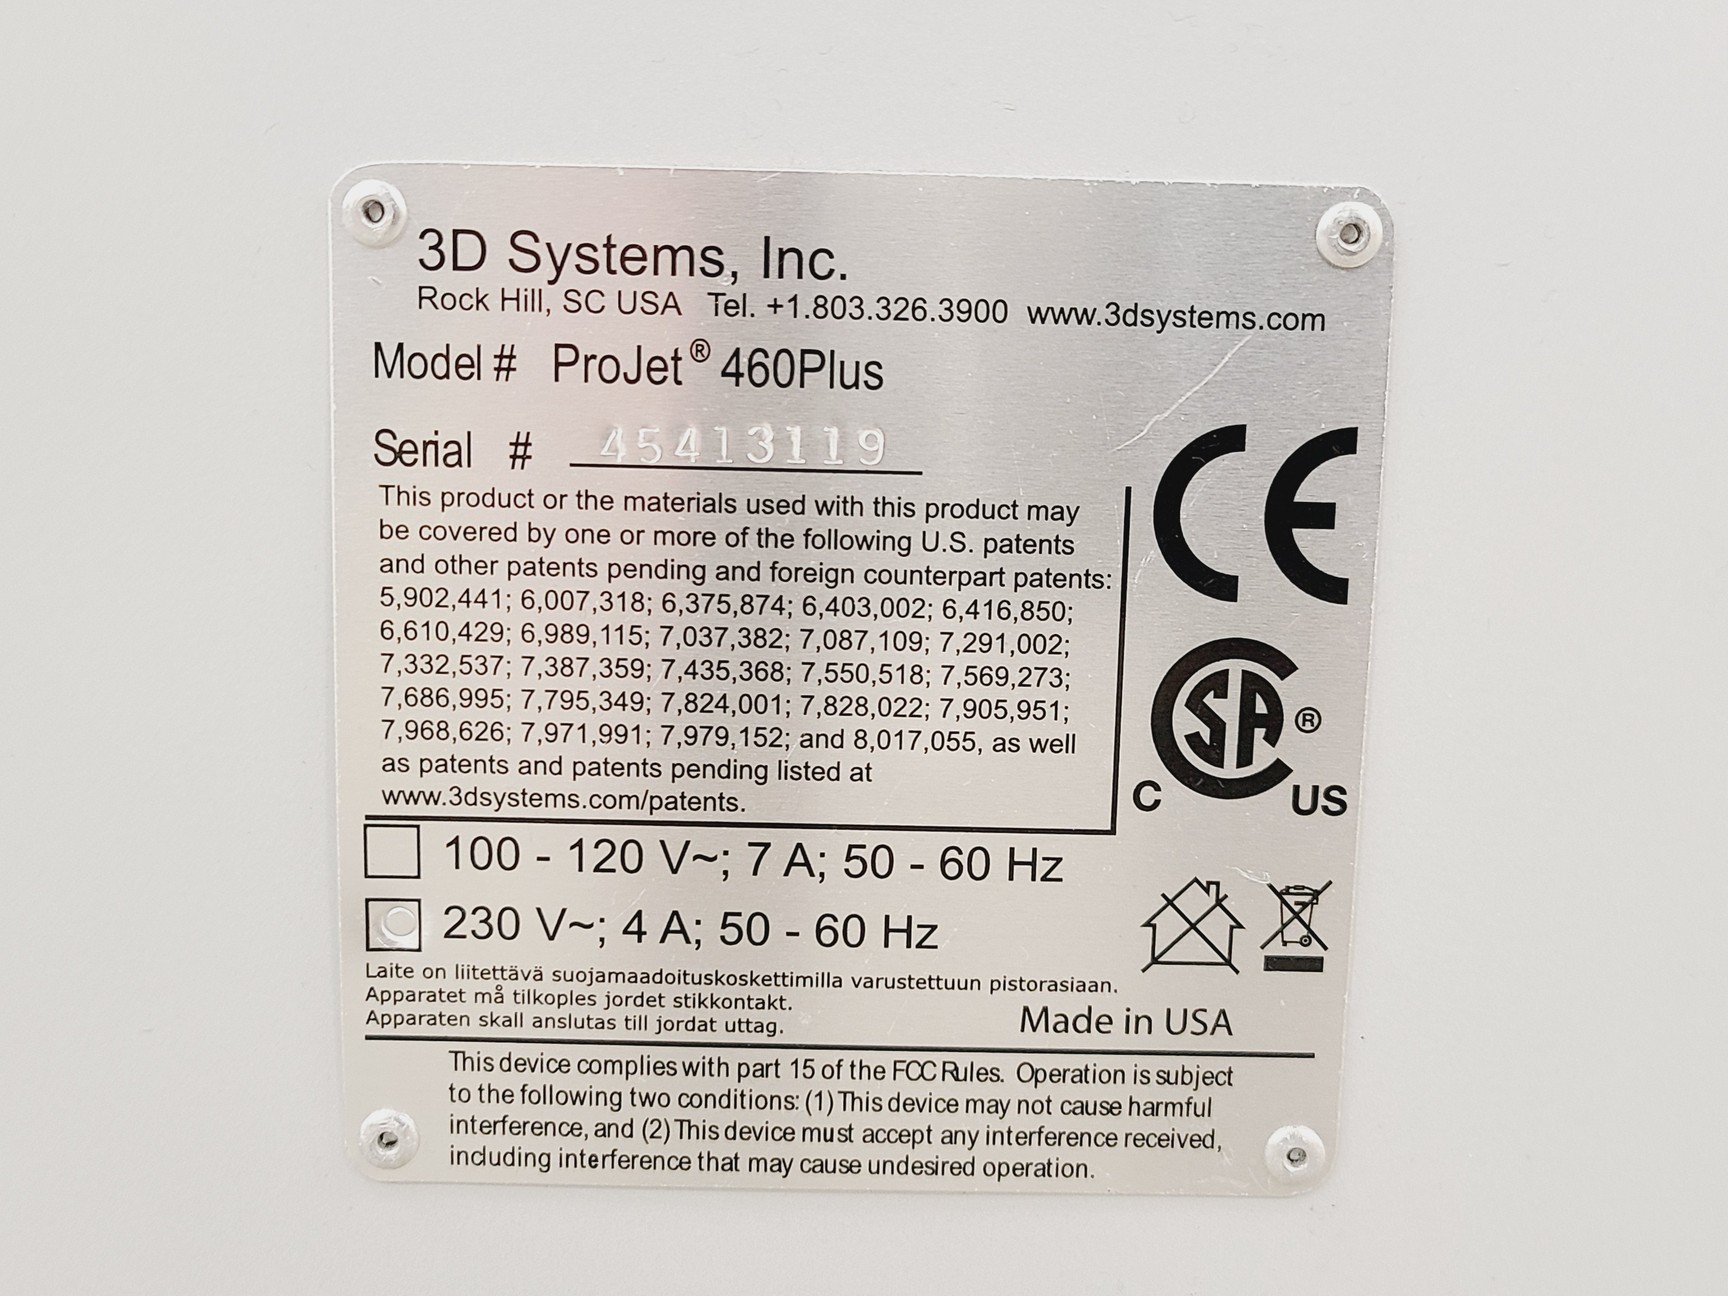 3D Systems, Inc.
Rock Hill, SC USA Tel. +1.803.326.3900 www.3dsystems.com
Model # ProJet® 460Plus
Serial # 45413119
This product or the materials used with this product may
be covered by one or more of the following U.S. patents
and other patents pending and foreign counterpart patents:
5,902,441; 6,007,318; 6,375,874; 6,403,002; 6,416,850;
6,610,429; 6,989,115; 7,037,382; 7,087,109; 7,291,002;
7,332,537; 7,387,359; 7,435,368; 7,550,518; 7,569,273;
7,686,995; 7,795,349; 7,824,001; 7,828,022; 7,905,951;
7,968,626; 7,971,991; 7,979,152; and 8,017,055, as well
as patents and patents pending listed at
www.3dsystems.com/patents.
CE
CSA®
C US
100 - 120 V~; 7 A; 50 - 60 Hz
230 V~; 4 A; 50 - 60 Hz
Laite on liitettävä suojamaadoituskoskettimilla varustettuun pistorasiaan.
Apparatet må tilkoples jordet stikkontakt.
Apparaten skall anslutas till jordat uttag.
Made in USA
This device complies with part 15 of the FCC Rules. Operation is subject
to the following two conditions: (1) This device may not cause harmful
interference, and (2) This device must accept any interference received,
including interference that may cause undesired operation.